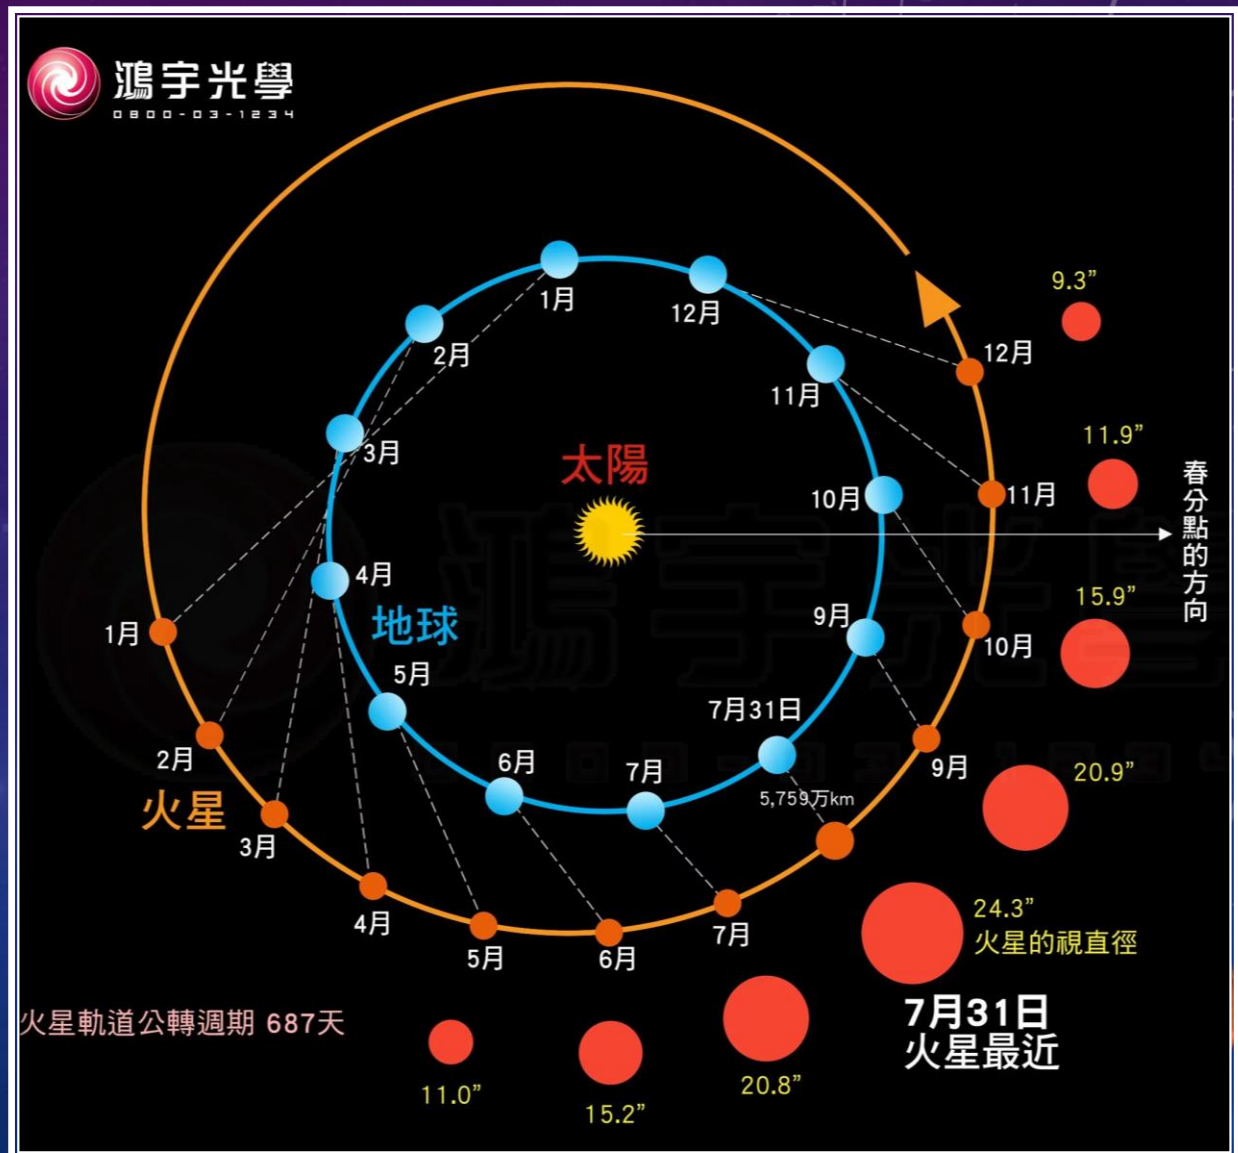 鴻宇光學
0800-03-1234
9.3”
1月
12月
12月
2月
11月
11.9”
3月
太陽
10月
11月
春分點的方向
4月
15.9”
1月
地球
9月
10月
5月
7月31日
2月
6月
7月
9月
20.9”
火星
5,759万km
3月
4月
7月
24.3”
5月
6月
火星的視直徑
火星軌道公轉週期 687天
7月31日
火星最近
11.0”
15.2”
20.8”